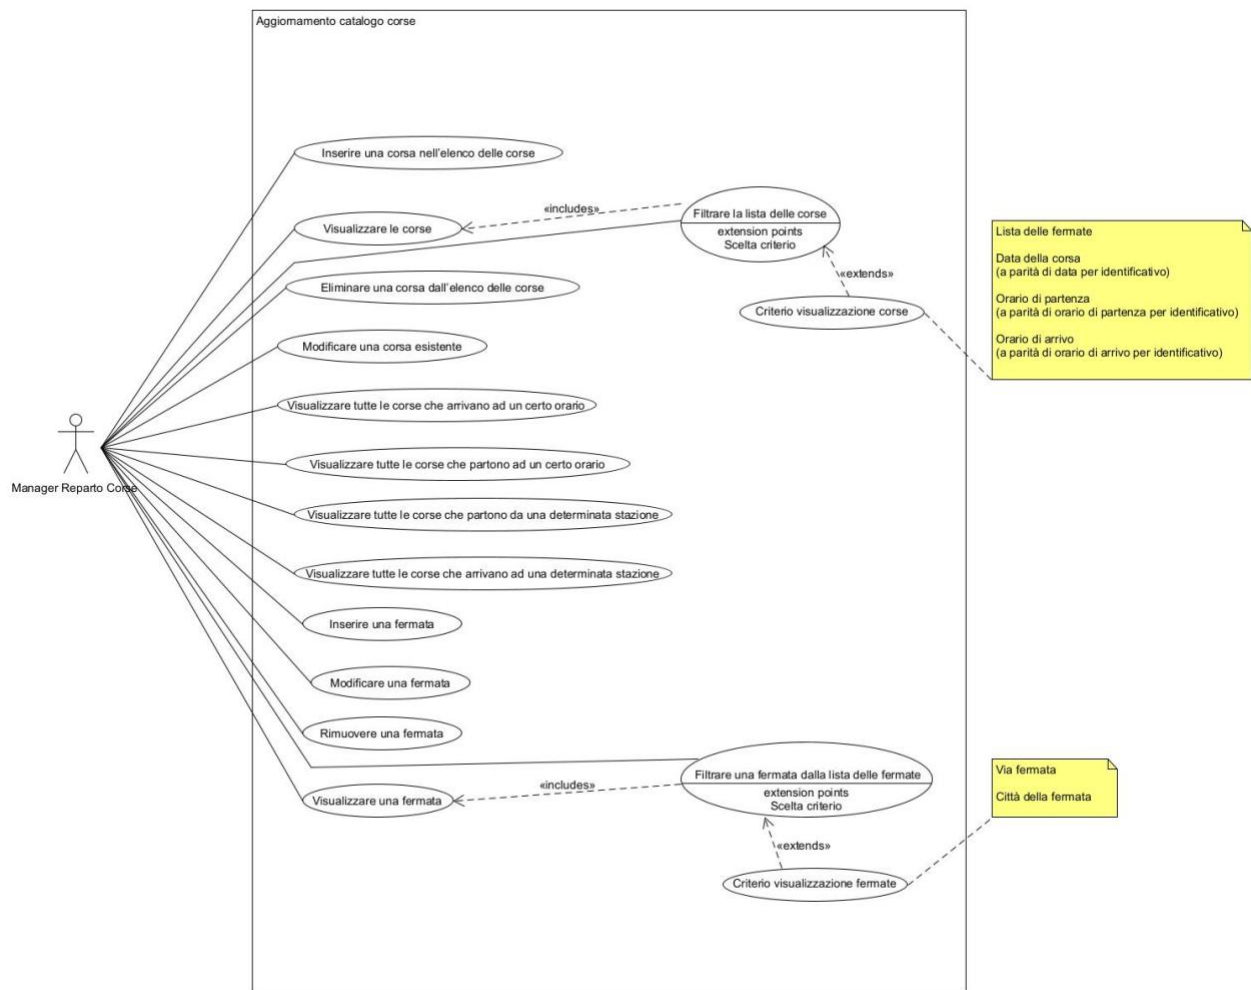 Aggiornamento catalogo corse
Inserire una corsa nell'elenco delle corse
«includes»
Filtrare la lista delle corse
extension points
Scelta criterio
Visualizzare le corse
«extends»
Eliminare una corsa dall'elenco delle corse
Criterio visualizzazione corse
Lista delle fermate
Data della corsa
(a parità di data per identificativo)
Orario di partenza
(a parità di orario di partenza per identificativo)
Orario di arrivo
(a parità di orario di arrivo per identificativo)
Modificare una corsa esistente
Visualizzare tutte le corse che arrivano ad un certo orario
Visualizzare tutte le corse che partono ad un certo orario
Manager Reparto Corse
Visualizzare tutte le corse che partono da una determinata stazione
Visualizzare tutte le corse che arrivano ad una determinata stazione
Inserire una fermata
Modificare una fermata
Rimuovere una fermata
Filtrare una fermata dalla lista delle fermate
extension points
Scelta criterio
Via fermata
Città della fermata
«includes»
Visualizzare una fermata
«extends»
Criterio visualizzazione fermate